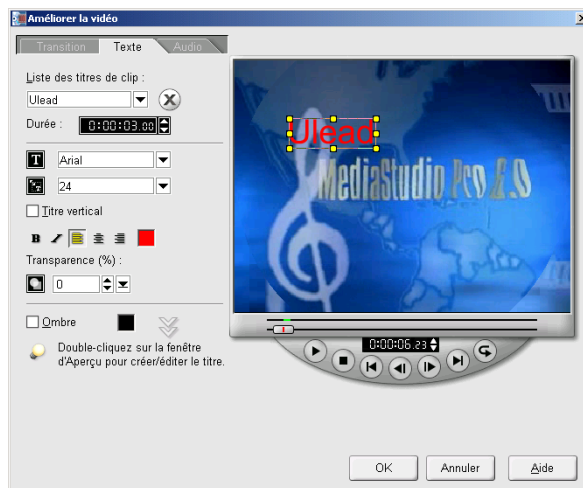 Améliorer la vidéo
Transition Texte Audio
Liste des titres de clip :
Ulead
Durée : 0:00:03.00
Arial
24
Titre vertical
Transparence (%) :
0
Ombre
Double-cliquez sur la fenêtre
d'Aperçu pour créer/éditer le titre.
Ulead
MediaStudio Pro 6.0
0:00:06.23
OK Annuler Aide